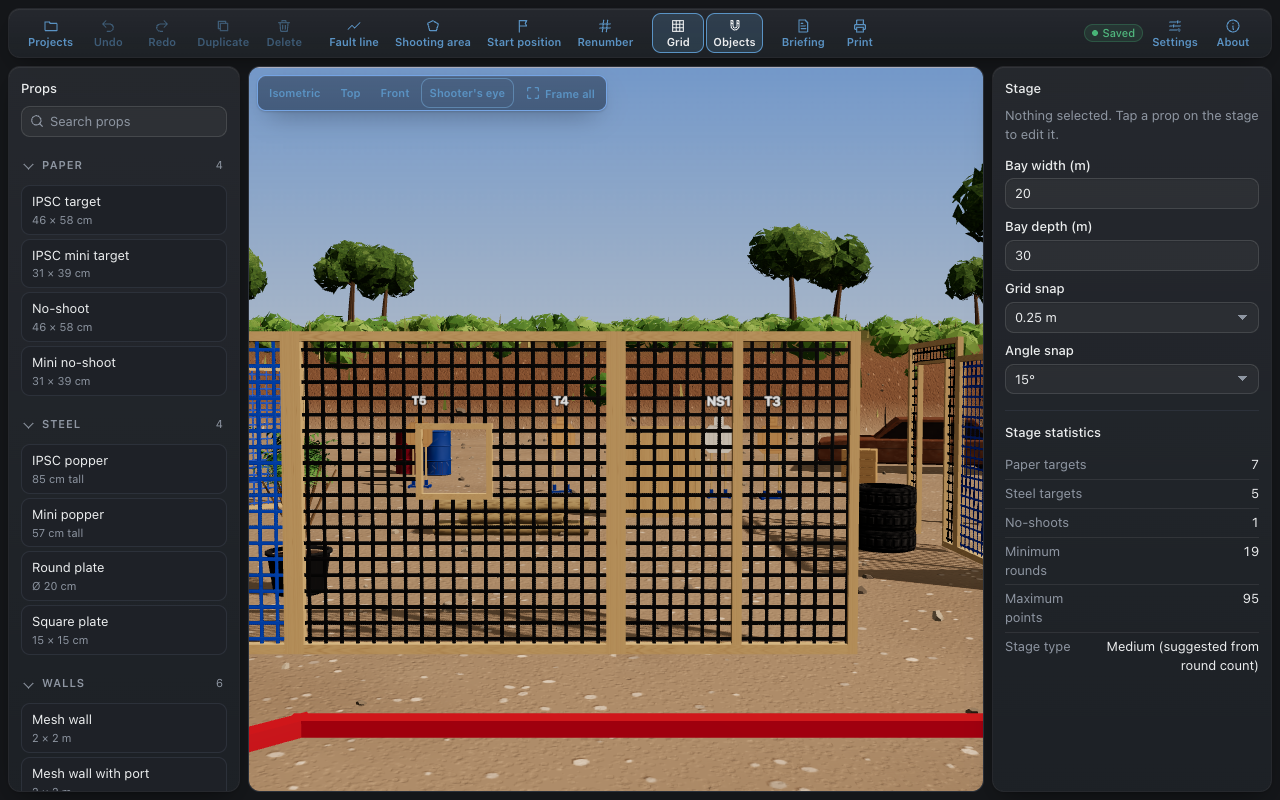 Projects
Undo
Redo
Duplicate
Delete
Fault line
Shooting area
Start position
Renumber
Grid
Objects
Briefing
Print
Saved
Settings
About
Props
Search props
PAPER 4
IPSC target
46 × 58 cm
IPSC mini target
31 × 39 cm
No-shoot
46 × 58 cm
Mini no-shoot
31 × 39 cm
STEEL 4
IPSC popper
85 cm tall
Mini popper
57 cm tall
Round plate
Ø 20 cm
Square plate
15 × 15 cm
WALLS 6
Mesh wall
2 × 2 m
Mesh wall with port
Isometric
Top
Front
Shooter's eye
Frame all
T5
T4
NS1
T3
Stage
Nothing selected. Tap a prop on the stage
to edit it.
Bay width (m)
20
Bay depth (m)
30
Grid snap
0.25 m
Angle snap
15°
Stage statistics
Paper targets 7
Steel targets 5
No-shoots 1
Minimum 19
rounds
Maximum 95
points
Stage type Medium (suggested from
round count)